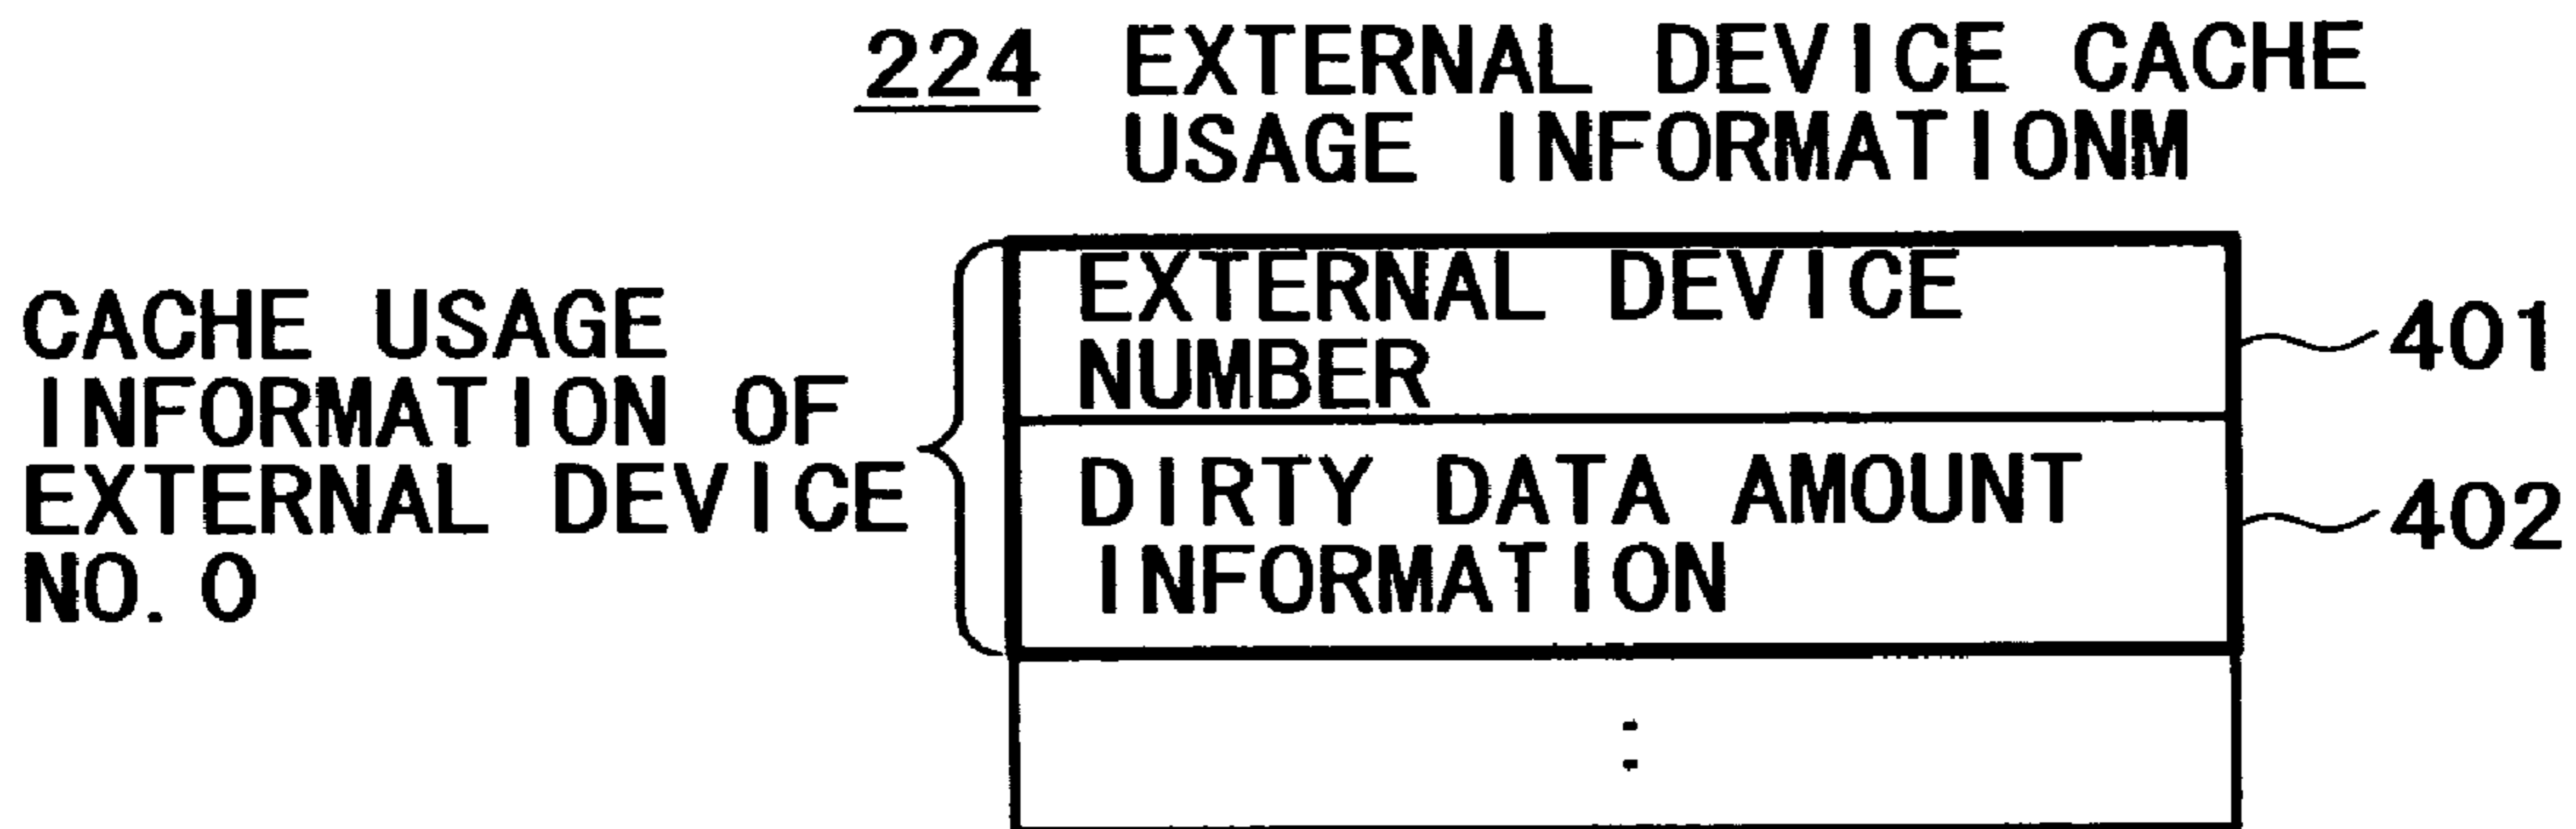 224 EXTERNAL DEVICE CACHE
USAGE INFORMATIONM
CACHE USAGE
INFORMATION OF
EXTERNAL DEVICE
NO. 0
EXTERNAL DEVICE
NUMBER
401
DIRTY DATA AMOUNT
INFORMATION
402
: